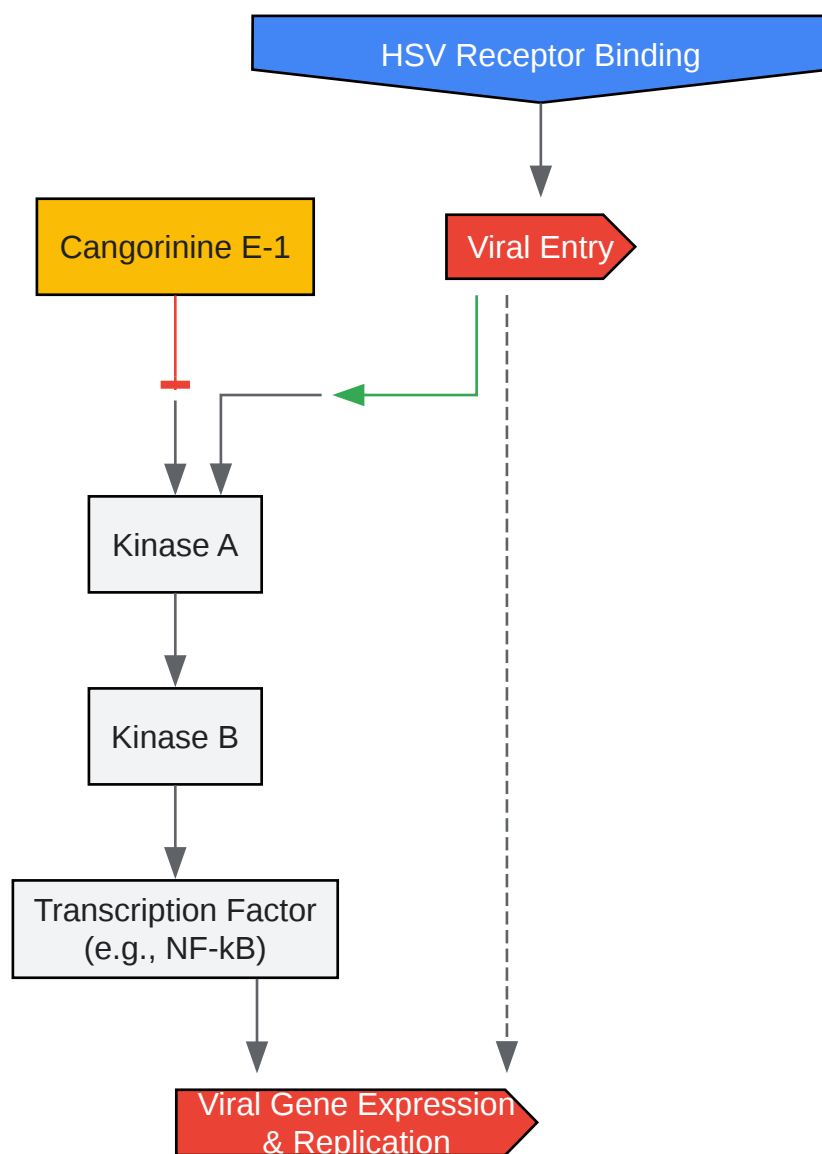 HSV Receptor Binding
Cangorinine E-1
Viral Entry
Kinase A
Kinase B
Transcription Factor
(e.g., NF-kB)
Viral Gene Expression
& Replication